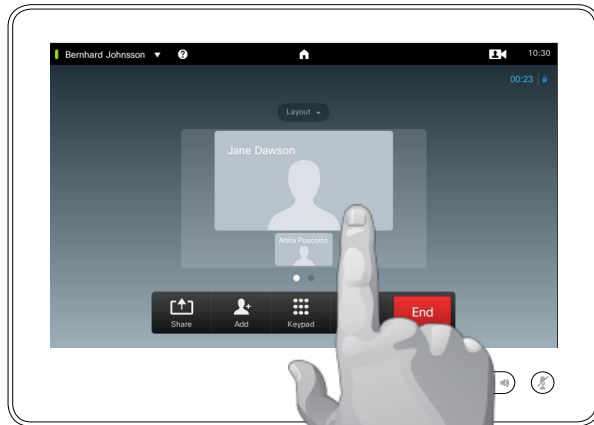 Bernhard Johnsson
?
10:30
00:23
Layout
Jane Dawson
Anita Poscotto
Share
Add
Keypad
End